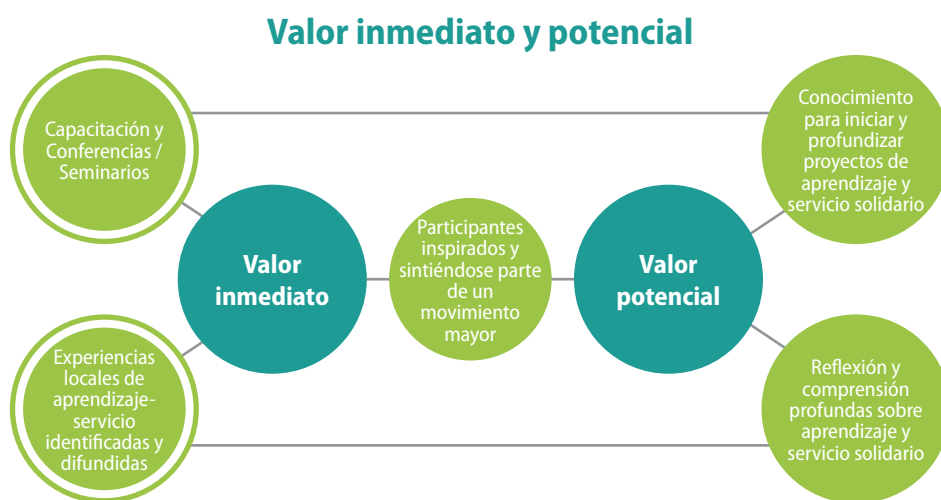 Valor inmediato y potencial
Capacitación y
Conferencias /
Seminarios
Conocimiento
para iniciar y
profundizar
proyectos de
aprendizaje y
servicio solidario
Valor
inmediato
Participantes
inspirados y
sintiéndose parte
de un
movimiento
mayor
Valor
potencial
Experiencias
locales de
aprendizaje-
servicio
identificadas y
difundidas
Reflexión y
comprensión
profundas sobre
aprendizaje y
servicio solidario